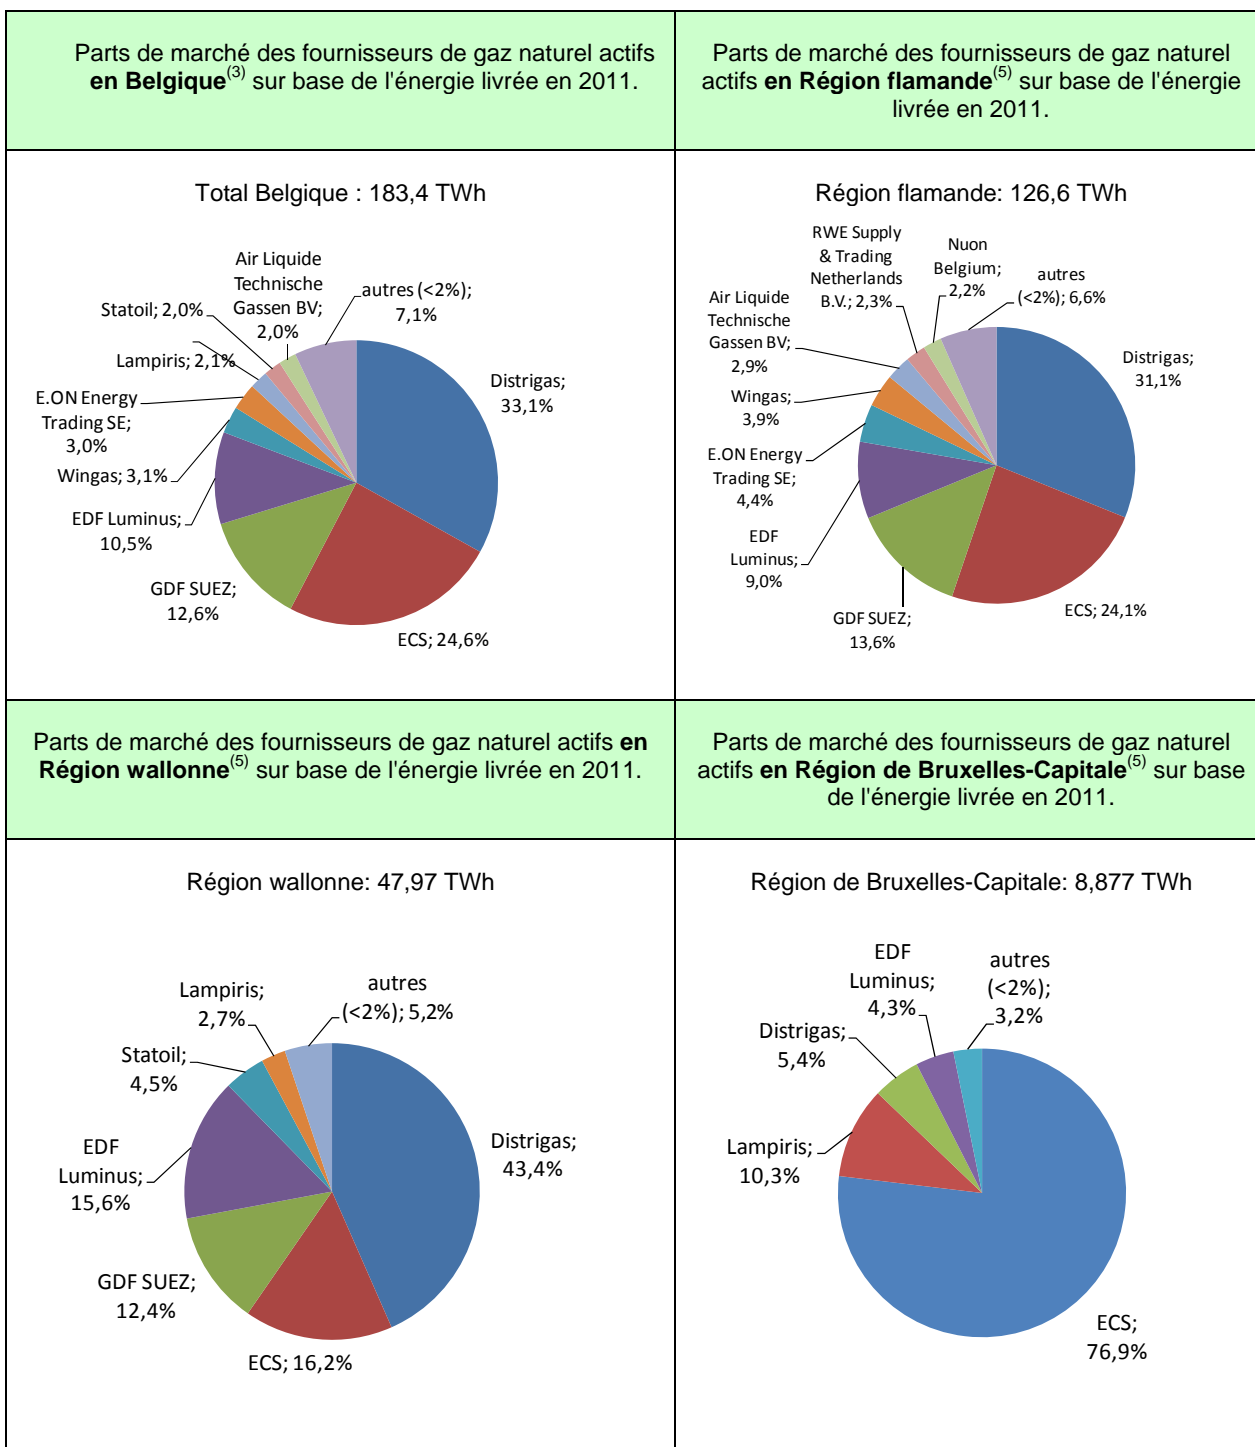 Parts de marché des fournisseurs de gaz naturel actifs
en Belgique(3) sur base de l'énergie livrée en 2011.
Parts de marché des fournisseurs de gaz naturel
actifs en Région flamande(5) sur base de l'énergie
livrée en 2011.
Total Belgique : 183,4 TWh
Air Liquide
Technische
Gassen BV;
2,0%
autres (<2%);
7,1%
Statoil; 2,0%
Lampiris; 2,1%
E.ON Energy
Trading SE;
3,0%
Wingas; 3,1%
EDF Luminus;
10,5%
GDF SUEZ;
12,6%
ECS; 24,6%
Distrigas;
33,1%
Région flamande: 126,6 TWh
RWE Supply
& Trading
Netherlands
B.V.; 2,3%
Nuon
Belgium;
2,2%
autres
(<2%); 6,6%
Air Liquide
Technische
Gassen BV;
2,9%
Wingas;
3,9%
E.ON Energy
Trading SE;
4,4%
EDF
Luminus;
9,0%
GDF SUEZ;
13,6%
ECS; 24,1%
Distrigas;
31,1%
Parts de marché des fournisseurs de gaz naturel actifs en
Région wallonne(5) sur base de l'énergie livrée en 2011.
Parts de marché des fournisseurs de gaz naturel
actifs en Région de Bruxelles-Capitale(5) sur base
de l'énergie livrée en 2011.
Région wallonne: 47,97 TWh
Lampiris;
2,7%
autres
(<2%); 5,2%
Statoil;
4,5%
EDF
Luminus;
15,6%
GDF SUEZ;
12,4%
ECS; 16,2%
Distrigas;
43,4%
Région de Bruxelles-Capitale: 8,877 TWh
EDF
Luminus;
4,3%
autres
(<2%);
3,2%
Distrigas;
5,4%
Lampiris;
10,3%
ECS;
76,9%